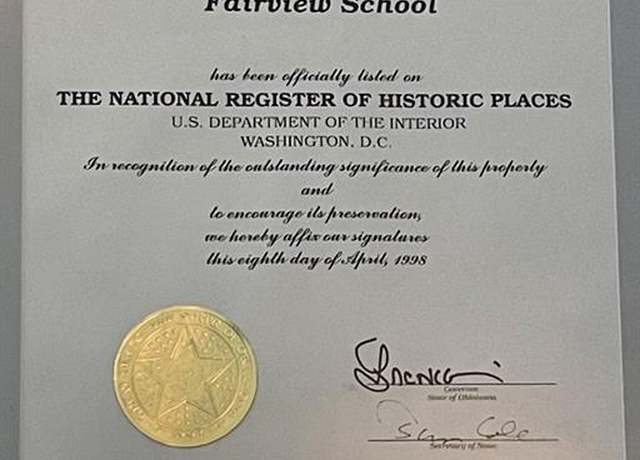 Fairview School
has been officially listed on
THE NATIONAL REGISTER OF HISTORIC PLACES
U.S. DEPARTMENT OF THE INTERIOR
WASHINGTON, D.C.
In recognition of the outstanding significance of this property
and
to encourage its preservation,
we hereby affix our signatures
this eighth day of April, 1998
Governor
State of Oklahoma
Secretary of State